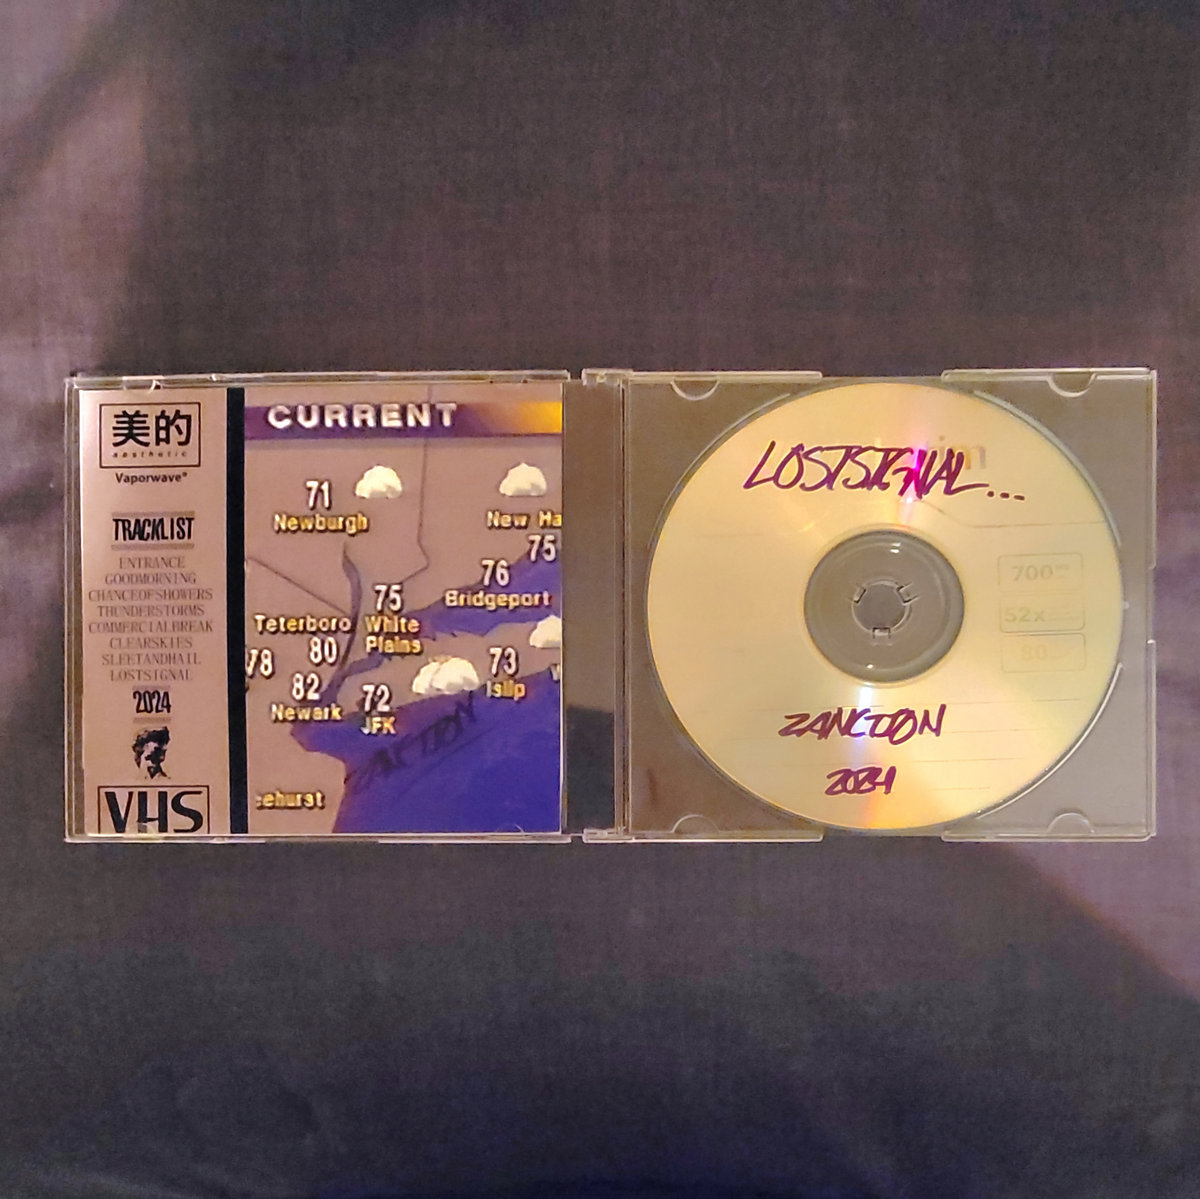 美的
aesthetic
Vaporwave®
TRACKLIST
ENTRANCE
GOODMORNING
CHANCEOFSHOWERS
THUNDERSTORMS
COMMERCIALBREAK
CLEARSKIES
SLEETANDHAIL
LOSTSIGNAL
2024
VHS
CURRENT
71
Newburgh
New Ha
75
76
Bridgeport
75
White
Plains
Teterboro
80
78
82
Newark
72
JFK
73
Islip
ZANCTION
ehurst
LOSTSIGNAL...
700
52x
80
ZANCTION
2024